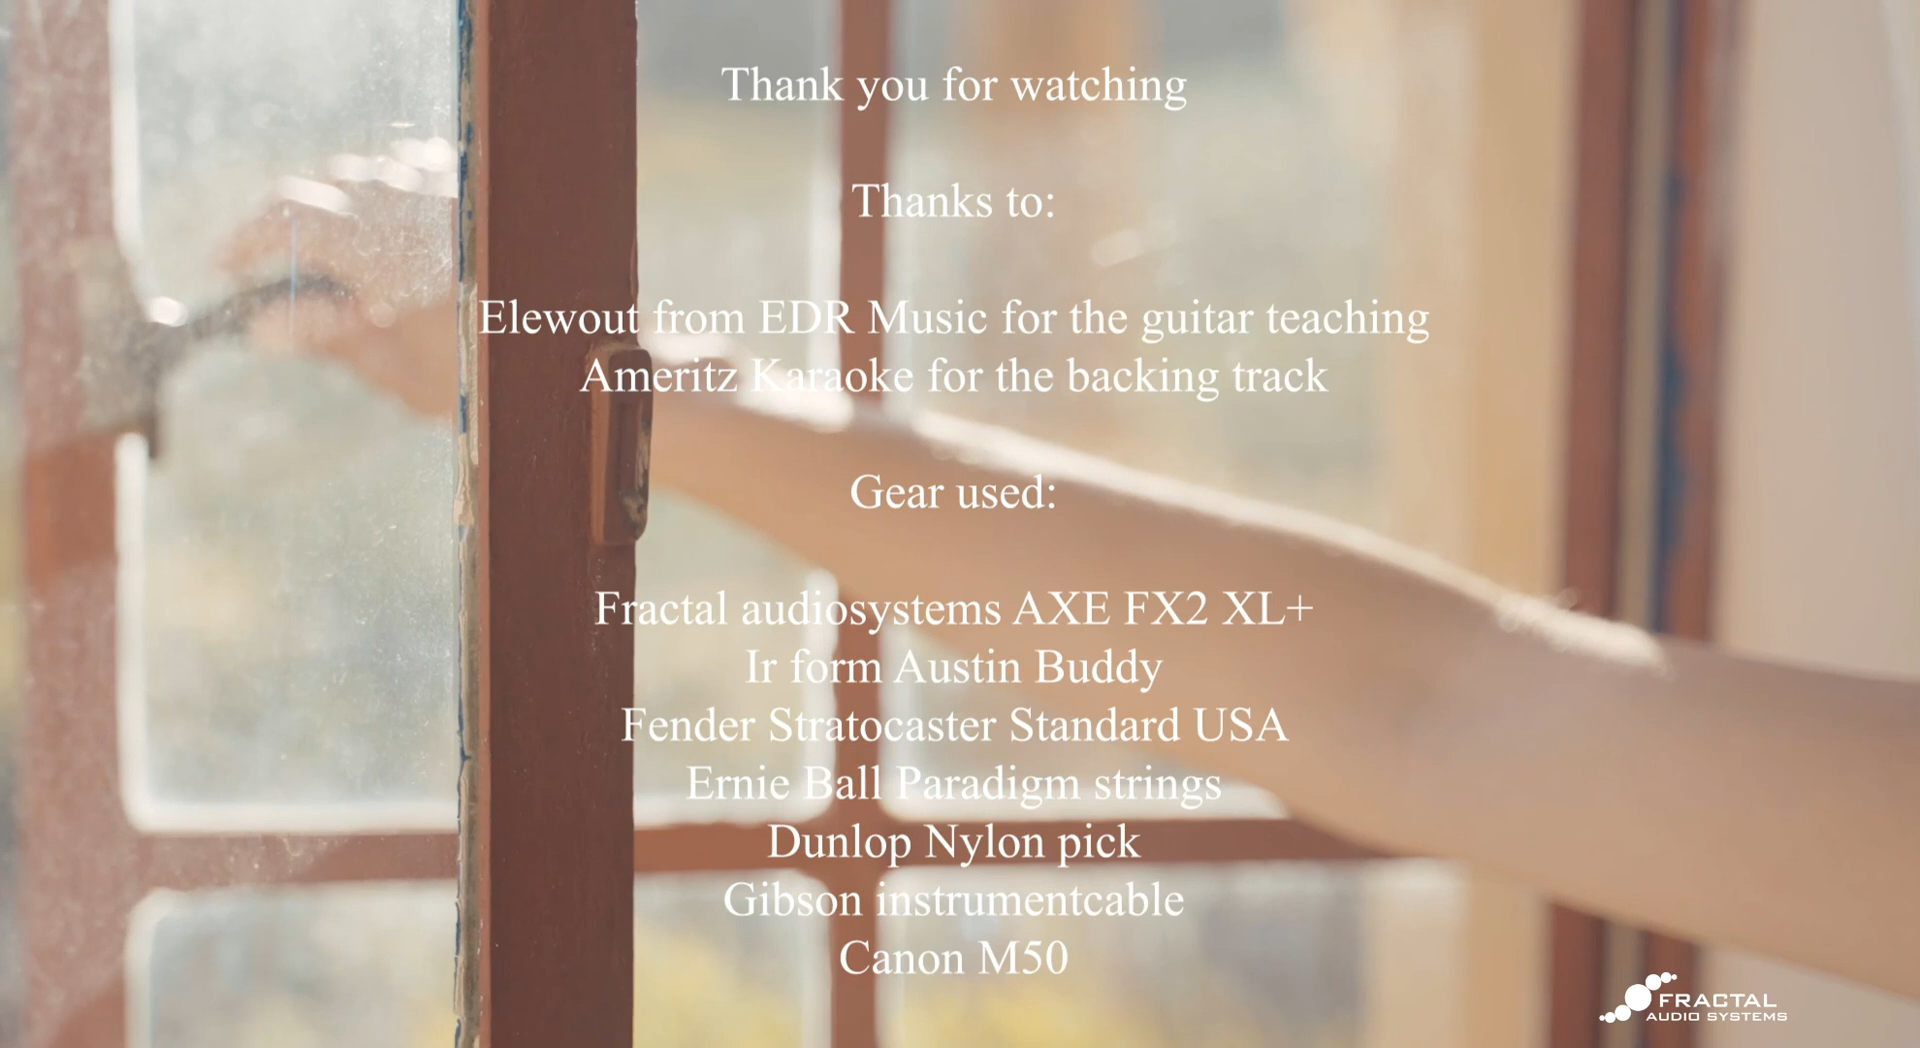 Thank you for watching
Thanks to:
Elewout from EDR Music for the guitar teaching
Ameritz Karaoke for the backing track
Gear used:
Fractal audiosystems AXE FX2 XL+
Ir form Austin Buddy
Fender Stratocaster Standard USA
Ernie Ball Paradigm strings
Dunlop Nylon pick
Gibson instrumentcable
Canon M50
FRACTAL
AUDIO SYSTEMS